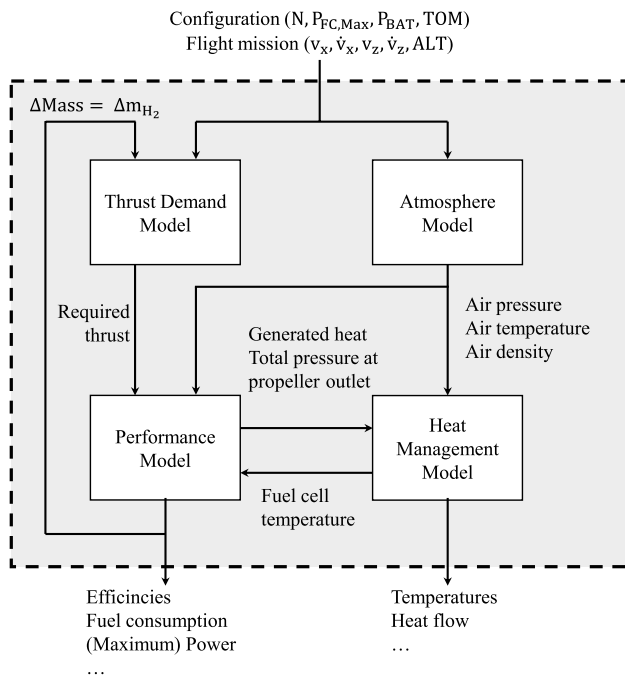 Configuration (N, P_FC,Max, P_BAT, TOM)
Flight mission (v_x, v̇_x, v_z, v̇_z, ALT)
ΔMass = Δm_H₂
Thrust Demand
Model
Atmosphere
Model
Required
thrust
Air pressure
Air temperature
Air density
Generated heat
Total pressure at
propeller outlet
Performance
Model
Heat
Management
Model
Fuel cell
temperature
Efficincies
Fuel consumption
(Maximum) Power
…
Temperatures
Heat flow
…